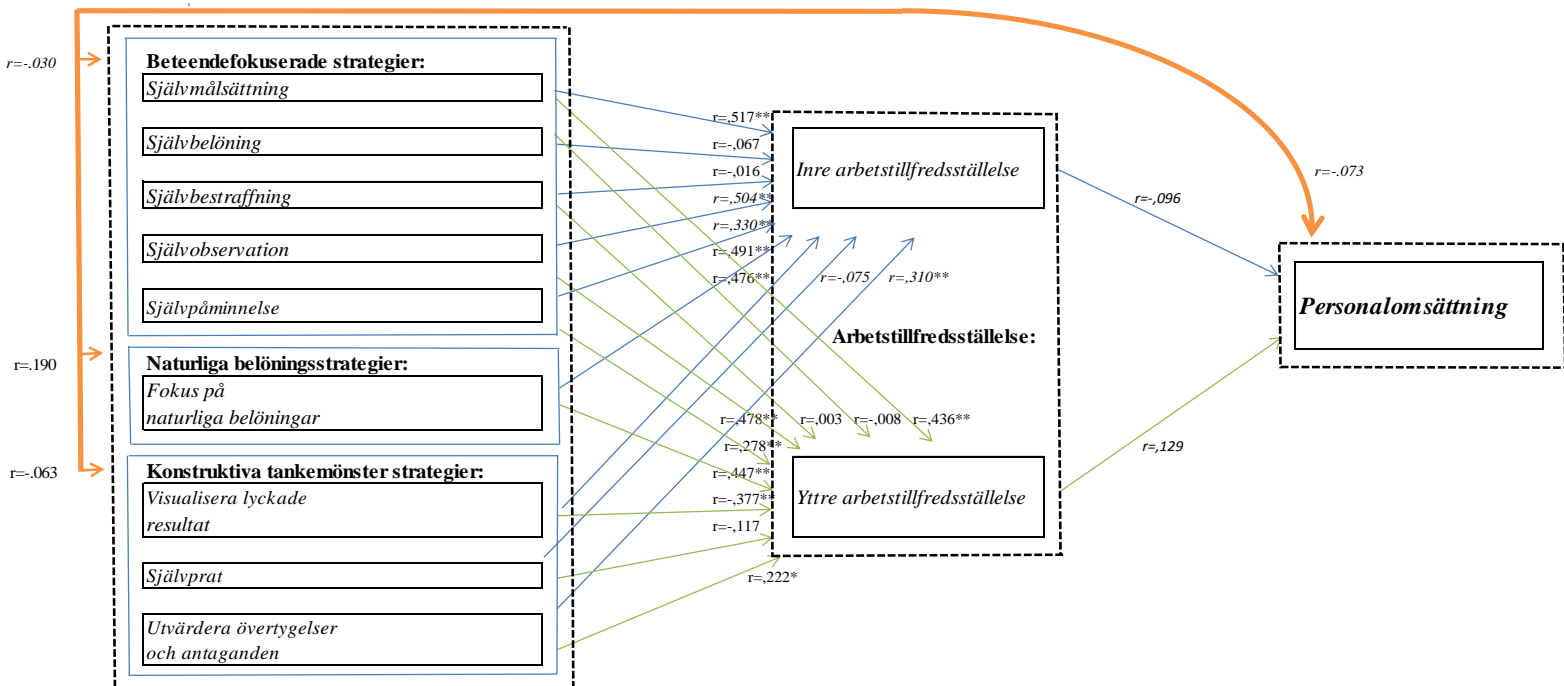 r=-.030
r=.190
r=-.063
Beteendefokuserade strategier:
Självmålsättning
Självbelöning
Självbestraffning
Självobservation
Självpåminnelse
Naturliga belöningsstrategier:
Fokus på
naturliga belöningar
Konstruktiva tankemönster strategier:
Visualisera lyckade
resultat
Självprat
Utvärdera övertygelser
och antaganden
r=,517**
r=-,067
r=-,016
r=,504**
r=,330**
r=,491**
r=,476**
r=-,075
r=,310**
Inre arbetstillfredsställelse
Arbetstillfredsställelse:
r=,478**
r=,003
r=-,008
r=,436**
r=,278**
r=,447**
r=-,377**
r=-,117
r=,222*
Yttre arbetstillfredsställelse
r=-,096
r=-.073
r=,129
Personalomsättning